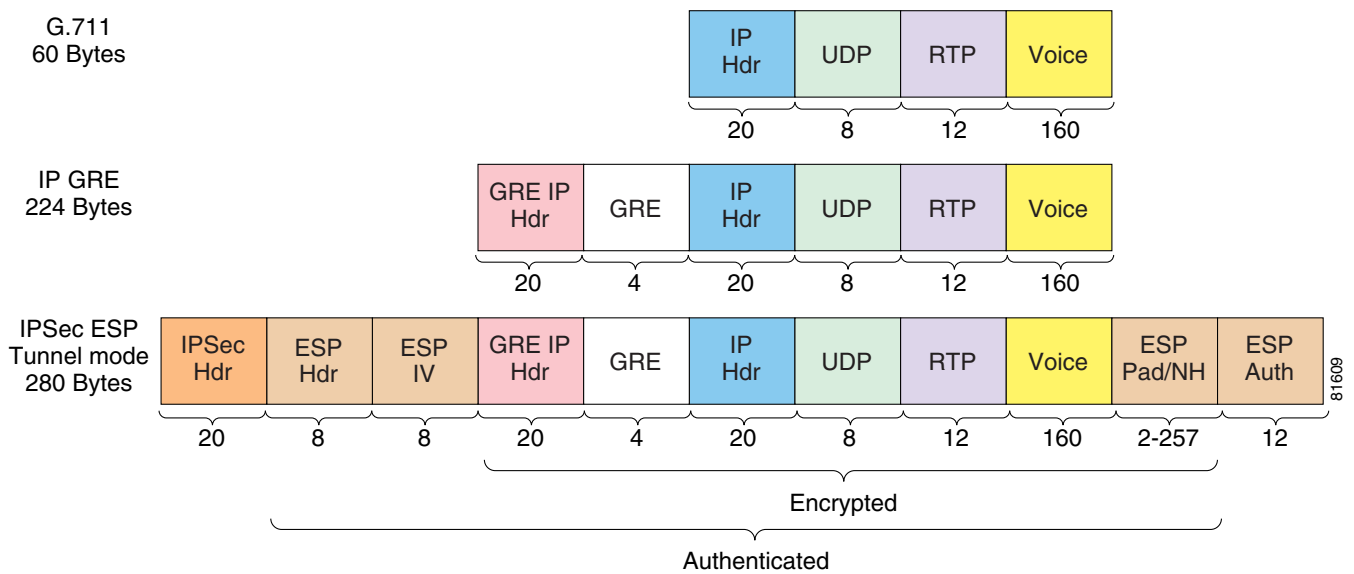 G.711
60 Bytes
IP
Hdr
UDP
RTP
Voice
20
8
12
160
IP GRE
224 Bytes
GRE IP
Hdr
GRE
IP
Hdr
UDP
RTP
Voice
20
4
20
8
12
160
IPSec ESP
Tunnel mode
280 Bytes
IPSec
Hdr
ESP
Hdr
ESP
IV
GRE IP
Hdr
GRE
IP
Hdr
UDP
RTP
Voice
ESP
Pad/NH
ESP
Auth
81609
20
8
8
20
4
20
8
12
160
2-257
12
Encrypted
Authenticated